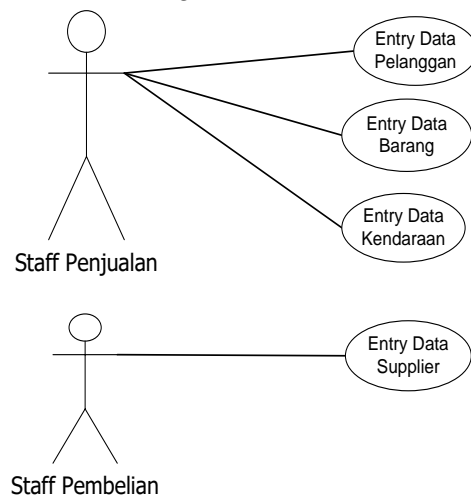 Entry Data
Pelanggan
Entry Data
Barang
Entry Data
Kendaraan
Staff Penjualan
Entry Data
Supplier
Staff Pembelian